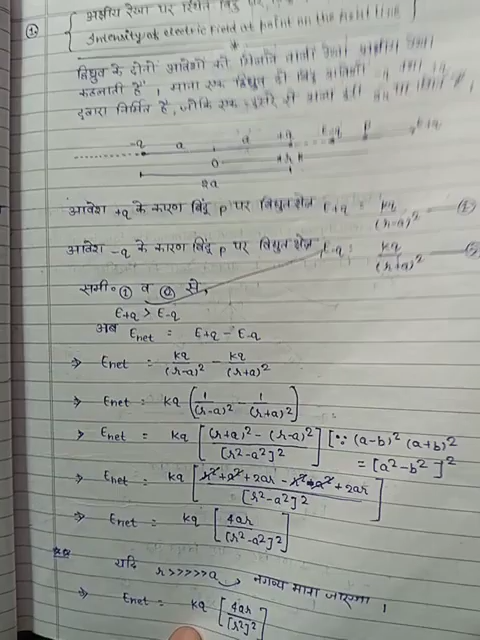 ① अक्षीय रेखा पर स्थित बिंदु पर
Intensity of electric field at point on the
विद्युत के दोनों आवेशों को मिलाने वाली रेखा अक्षीय रेखा
कहलाती है, माना एक विद्युत दो बिंदु आवेशों
द्वारा निर्मित है, जोकि एक दूसरे से
-q a a +q E-q P E+q
O
2a
आवेश +q के कारण बिंदु P पर विद्युत क्षेत्र E+q = kq/(r-a)²
आवेश -q के कारण बिंदु P पर विद्युत क्षेत्र E-q = kq/(r+a)²
समी० ① व ② से,
E+q > E-q
अब Enet = E+q - E-q
⇒ Enet = kq/(r-a)² - kq/(r+a)²
⇒ Enet = kq [1/(r-a)² - 1/(r+a)²]
⇒ Enet = kq [(r+a)² - (r-a)²/[r²-a²]²] [∵ (a-b)² (a+b)²
= [a²-b²]²
⇒ Enet = kq [r²+a²+2ar-r²-a²+2ar/[r²-a²]²]
⇒ Enet = kq [4ar/[r²-a²]²]
यदि r>>>>>a नगण्य माना जाएगा ।
⇒ Enet = kq [4ar/[r²]²]